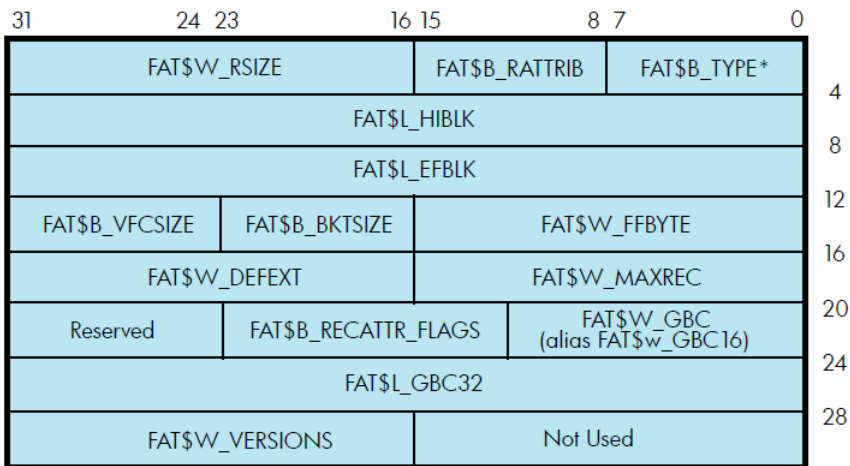 31 24 23 16 15 8 7 0
FAT$W_RSIZE FAT$B_RATTRIB FAT$B_TYPE*
4
FAT$L_HIBLK
8
FAT$L_EFBLK
12
FAT$B_VFCSIZE FAT$B_BKTSIZE FAT$W_FFBYTE
16
FAT$W_DEFEXT FAT$W_MAXREC
20
Reserved FAT$B_RECATTR_FLAGS FAT$W_GBC
(alias FAT$w_GBC16)
24
FAT$L_GBC32
28
FAT$W_VERSIONS Not Used